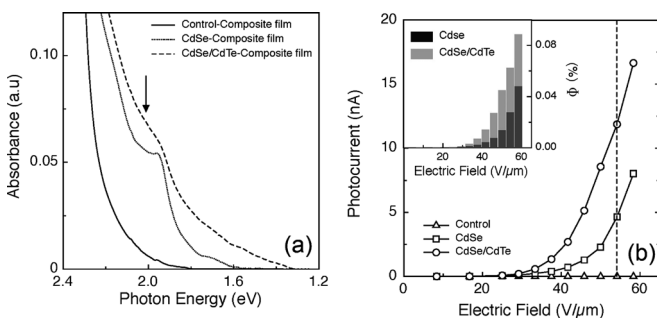 Control-Composite film
CdSe-Composite film
CdSe/CdTe-Composite film
0.10
0.05
0
Absorbance (a.u)
(a)
2.4 2.0 1.6 1.2
Photon Energy (eV)
Cdse
CdSe/CdTe
0.08
0.04
0.00
Φ (%)
0 20 40 60
Electric Field (V/µm)
20
15
10
5
0
Photocurrent (nA)
Control
CdSe
CdSe/CdTe
(b)
0 20 40 60
Electric Field (V/µm)